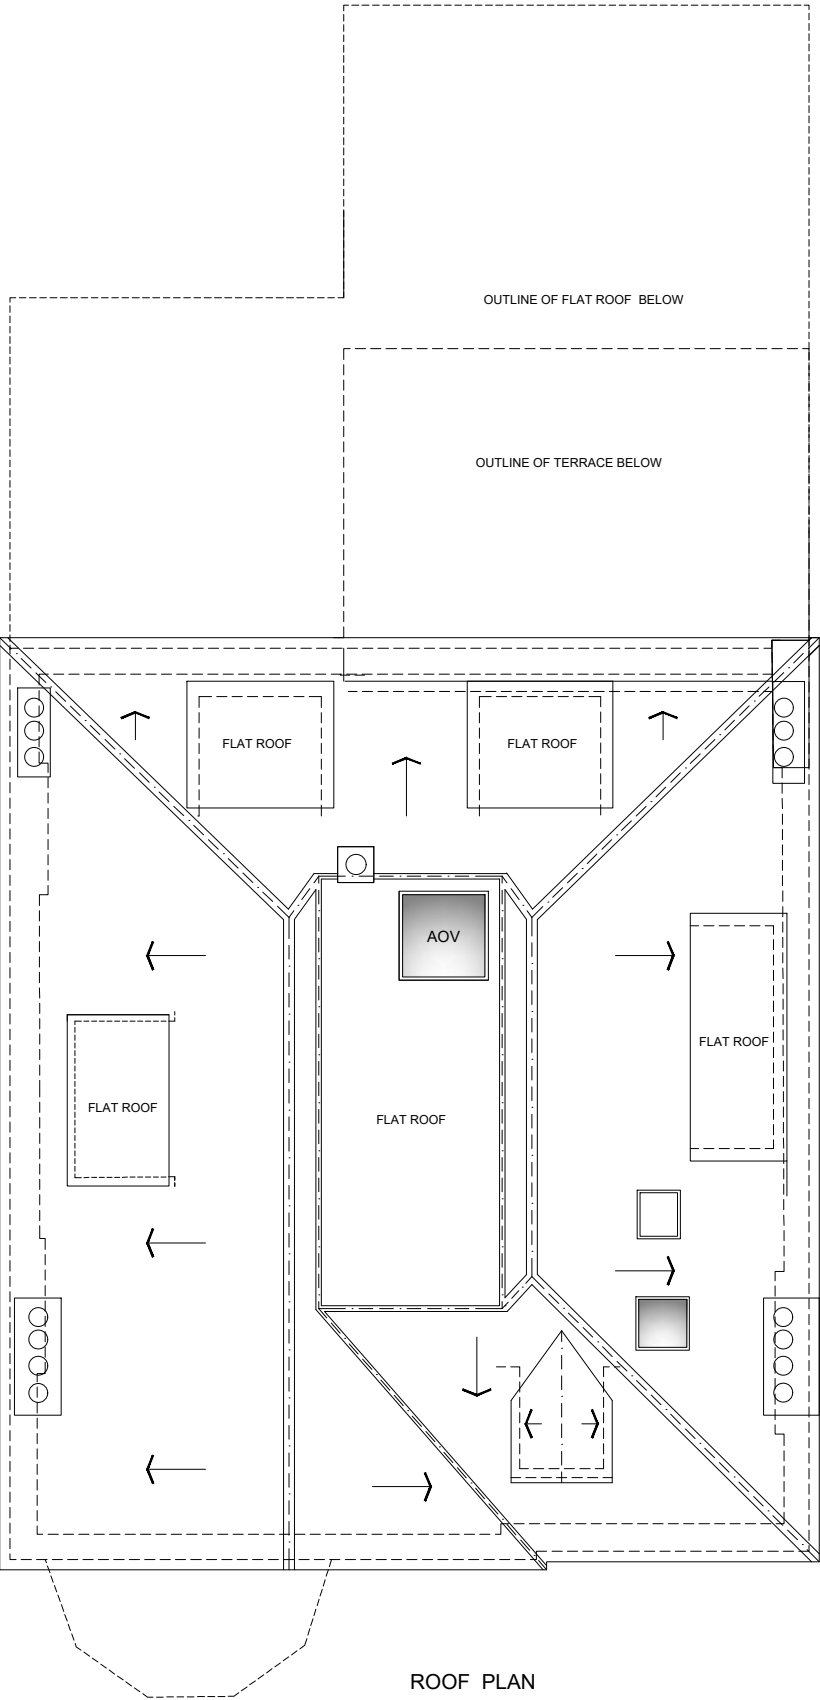 OUTLINE OF FLAT ROOF BELOW
OUTLINE OF TERRACE BELOW
FLAT ROOF
FLAT ROOF
AOV
FLAT ROOF
FLAT ROOF
FLAT ROOF
ROOF PLAN